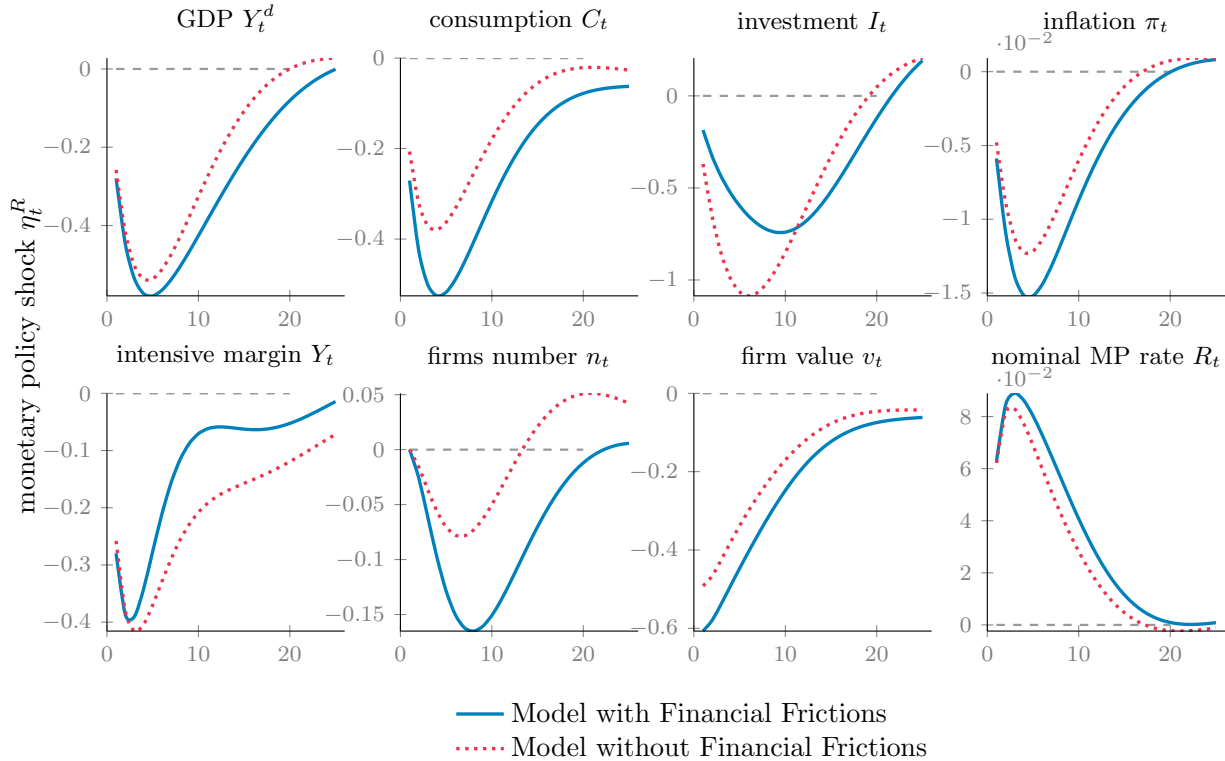 GDP Y_t^d
consumption C_t
investment I_t
inflation π_t
·10^−2
0
−0.2
−0.4
0 10 20
0
−0.2
−0.4
0 10 20
0
−0.5
−1
0 10 20
0
−0.5
−1
−1.5
0 10 20
monetary policy shock η_t^R
intensive margin Y_t
firms number n_t
firm value v_t
nominal MP rate R_t
·10^−2
0
−0.1
−0.2
−0.3
−0.4
0 10 20
0.05
0
−0.05
−0.1
−0.15
0 10 20
0
−0.2
−0.4
−0.6
0 10 20
8
6
4
2
0
0 10 20
Model with Financial Frictions
Model without Financial Frictions